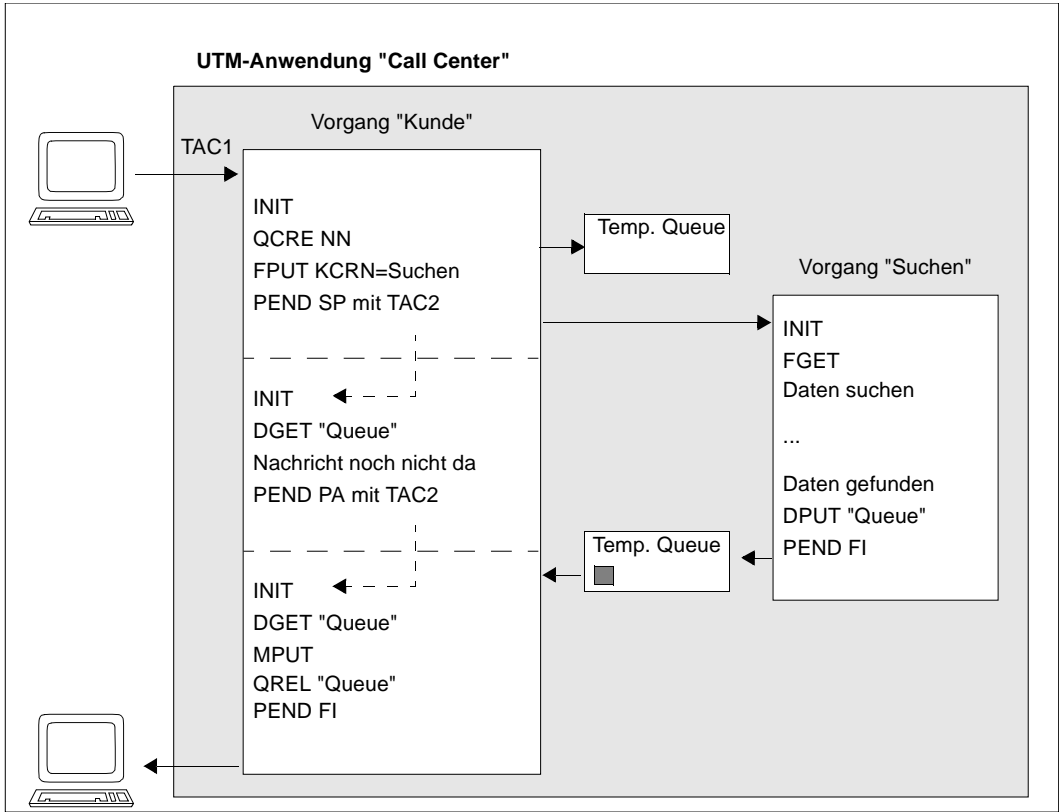 UTM-Anwendung "Call Center"
Vorgang "Kunde"
TAC1
INIT
QCRE NN
FPUT KCRN=Suchen
PEND SP mit TAC2
Temp. Queue
Vorgang "Suchen"
INIT
FGET
Daten suchen
...
Daten gefunden
DPUT "Queue"
PEND FI
INIT
DGET "Queue"
Nachricht noch nicht da
PEND PA mit TAC2
Temp. Queue
INIT
DGET "Queue"
MPUT
QREL "Queue"
PEND FI